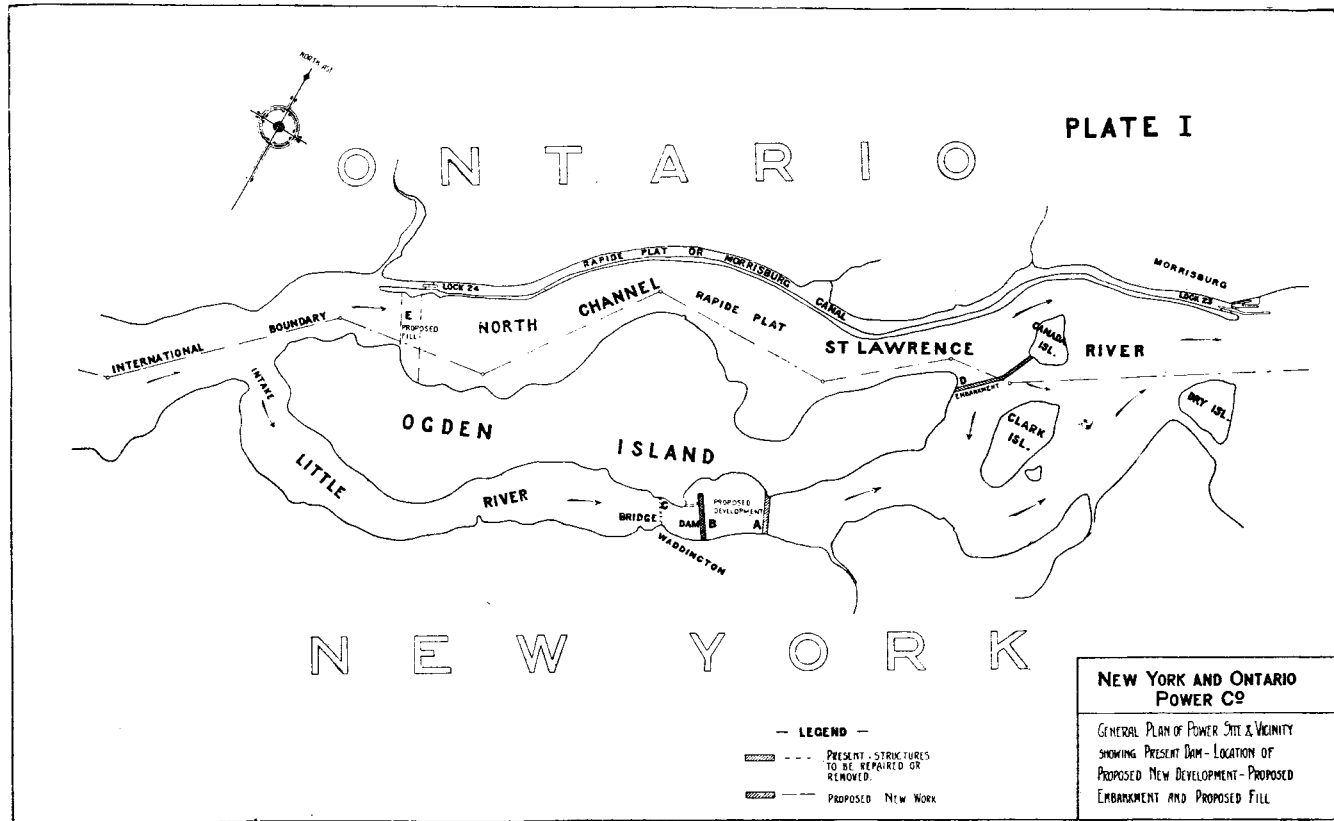 NORTH AST.
PLATE I
ONTARIO
RAPIDE PLAT OR MORRISBURG CANAL
MORRISBURG
LOCK 24
LOCK 23
E
PROPOSED
FILL
NORTH CHANNEL
RAPIDE PLAT
INTERNATIONAL BOUNDARY
ST LAWRENCE RIVER
CANADA
ISL.
D
EMBANKMENT
INTAKE
DRY ISL.
CLARK
ISL.
OGDEN ISLAND
LITTLE RIVER
C
BRIDGE
DAM B
PROPOSED
DEVELOPMENT
A
WADDINGTON
NEW YORK
— LEGEND —
PRESENT STRUCTURES
TO BE REPAIRED OR
REMOVED.
PROPOSED NEW WORK
NEW YORK AND ONTARIO
POWER CO
GENERAL PLAN OF POWER SITE & VICINITY
SHOWING PRESENT DAM - LOCATION OF
PROPOSED NEW DEVELOPMENT - PROPOSED
EMBANKMENT AND PROPOSED FILL